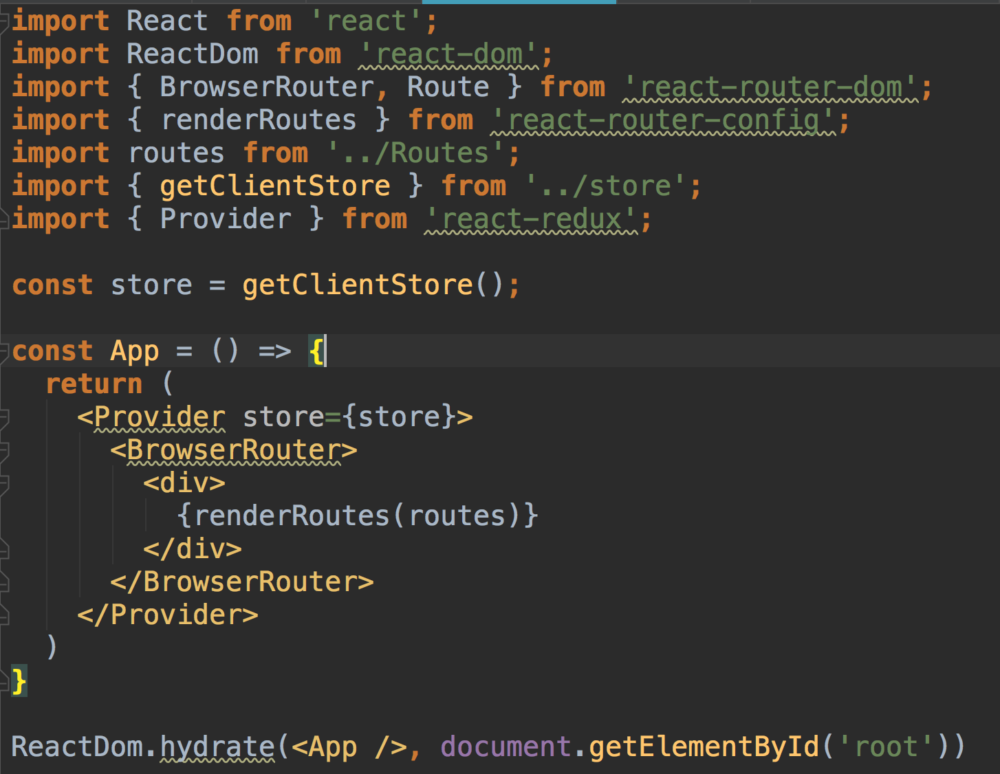 import React from 'react';
import ReactDom from 'react-dom';
import { BrowserRouter, Route } from 'react-router-dom';
import { renderRoutes } from 'react-router-config';
import routes from '../Routes';
import { getClientStore } from '../store';
import { Provider } from 'react-redux';

const store = getClientStore();

const App = () => {
  return (
    <Provider store={store}>
      <BrowserRouter>
        <div>
          {renderRoutes(routes)}
        </div>
      </BrowserRouter>
    </Provider>
  )
}

ReactDom.hydrate(<App />, document.getElementById('root'))